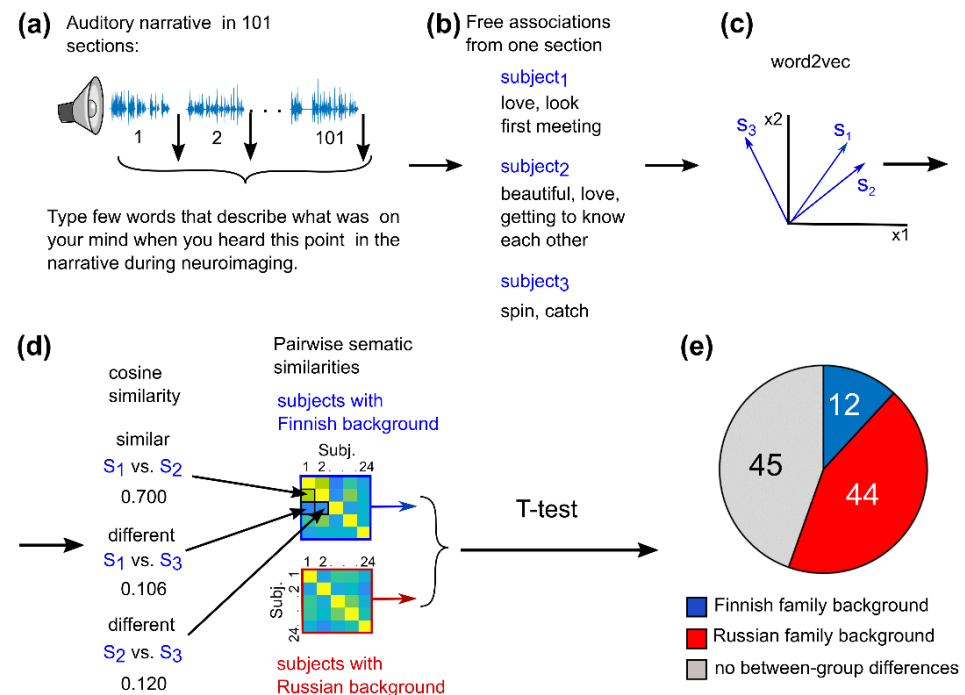 (a)
Auditory narrative in 101
sections:
1
2
. . .
101
Type few words that describe what was on
your mind when you heard this point in the
narrative during neuroimaging.
(b)
Free associations
from one section
subject1
love, look
first meeting
subject2
beautiful, love,
getting to know
each other
subject3
spin, catch
(c)
word2vec
x2
S3
S1
S2
x1
(d)
cosine
similarity
similar
S1 vs. S2
0.700
different
S1 vs. S3
0.106
different
S2 vs. S3
0.120
Pairwise sematic
similarities
subjects with
Finnish background
Subj.
1 2 . . . 24
1 2 . . . 24
Subj.
1
2
.
.
.
24
subjects with
Russian background
T-test
(e)
12
45
44
Finnish family background
Russian family background
no between-group differences